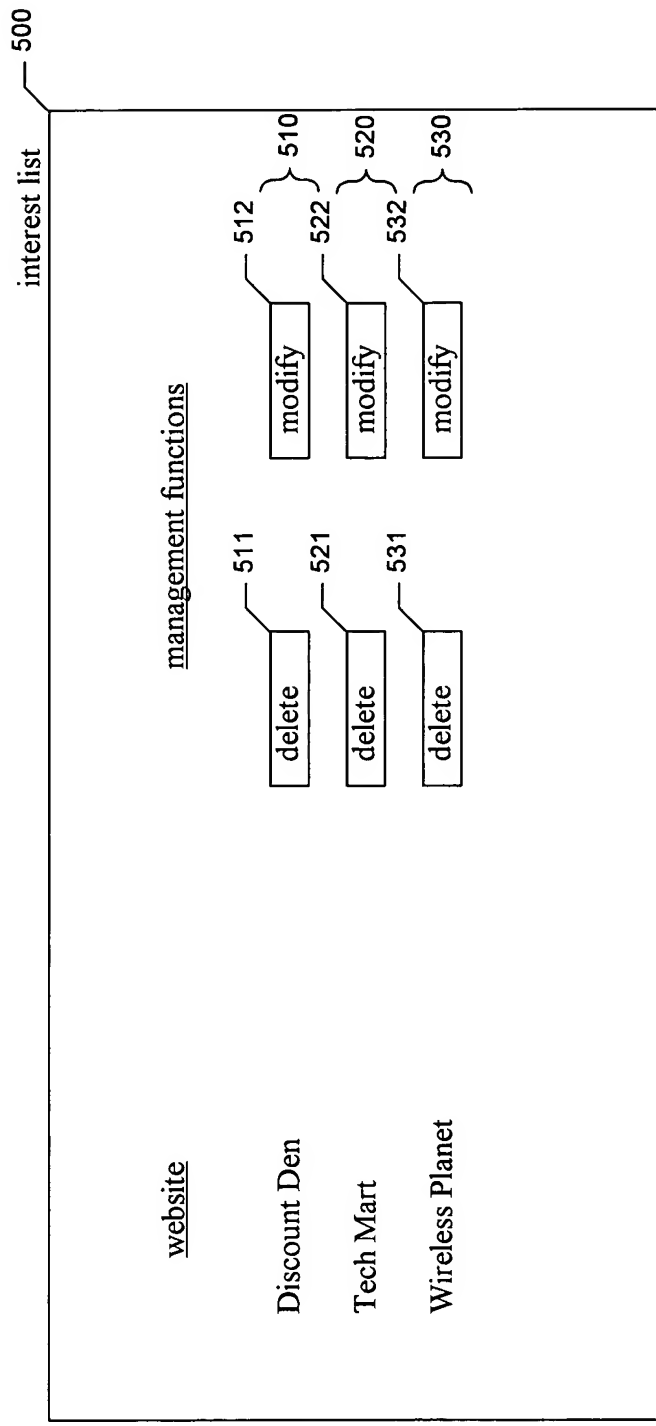 interest list 500
website management functions
511 512
Discount Den delete modify 510
521 522
Tech Mart delete modify 520
531 532
Wireless Planet delete modify 530